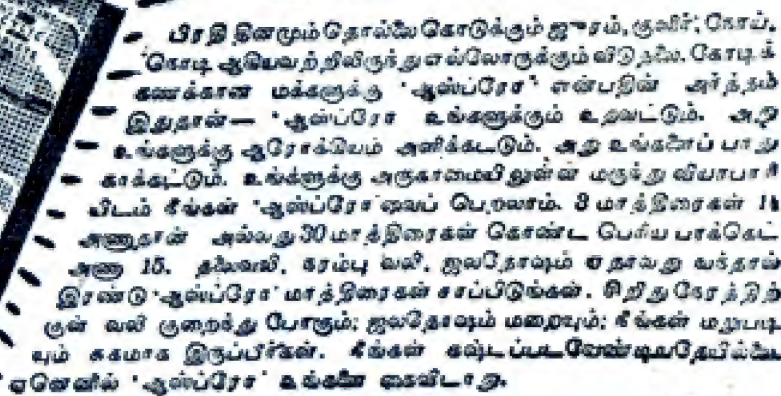 பிரதி தினமும் தொல்லை கொடுக்கும் ஜுரம், குளிர், நோய்,
நோடி ஆகியவற்றிலிருந்து எல்லோருக்கும் விடுதலை. கோடிக்
கணக்கான மக்களுக்கு 'ஆஸ்ப்ரோ' என்பதின் அர்த்தம்
இதுதான்— 'ஆஸ்ப்ரோ உங்களுக்கும் உதவட்டும். அது
உங்களுக்கு ஆரோக்யெம் அளிக்கட்டும். அது உங்களைப் பாது
காக்கட்டும். உங்களுக்கு அருகாமையிலுள்ள மருந்து வியாபாரி
யிடம் நீங்கள் 'ஆஸ்ப்ரோ'வைப் பெறலாம். 3 மாத்திரைகள் 1½
அணாதான் அல்லது 30 மாத்திரைகள் கொண்ட பெரிய பாக்கெட்
அணா 15. தலைவலி, நரம்பு வலி, ஜலதோஷம் ஏதாவது வந்தால்
இரண்டு 'ஆஸ்ப்ரோ' மாத்திரைகள் சாப்பிடுங்கள். சிறிது நேரத்திற்
குள் வலி குறைந்து போகும்; ஜலதோஷம் மறையும்; நீங்கள் மறுபடி
யும் சுகமாக இருப்பீர்கள். நீங்கள் கஷ்டப்படவேண்டியதேயில்லை
ஏனெனில் 'ஆஸ்ப்ரோ' உங்களை கைவிடாது.